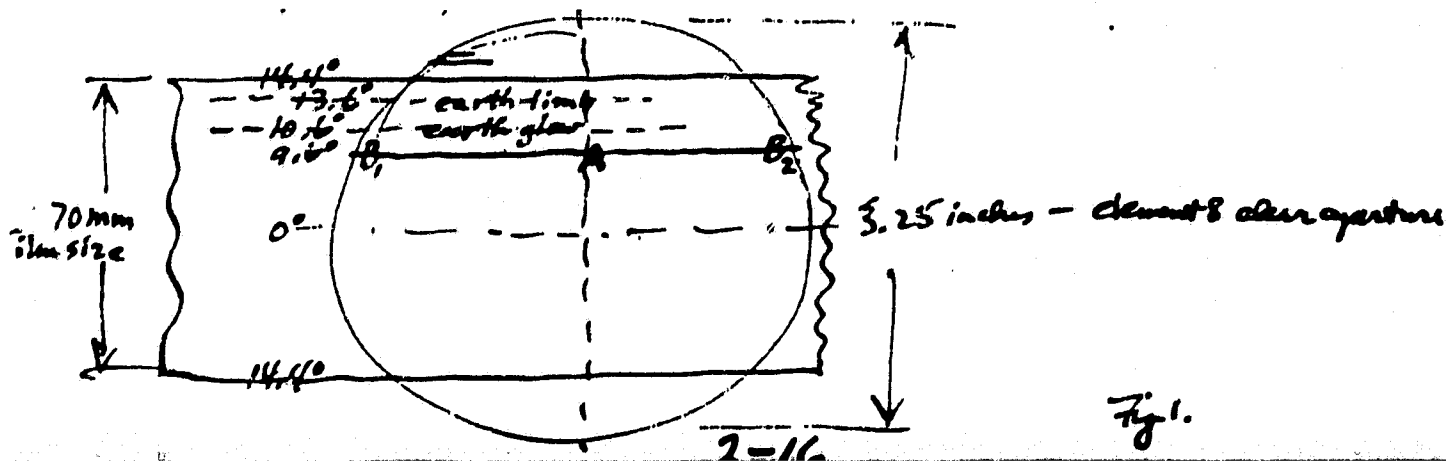 14.4°
13.6° earth limb
10.6° earth glow
9.6° B₁ A B₂
70mm
film size
0°
3.25 inches - element 8 clear aperture
14.4°
Fig 1.
2-16